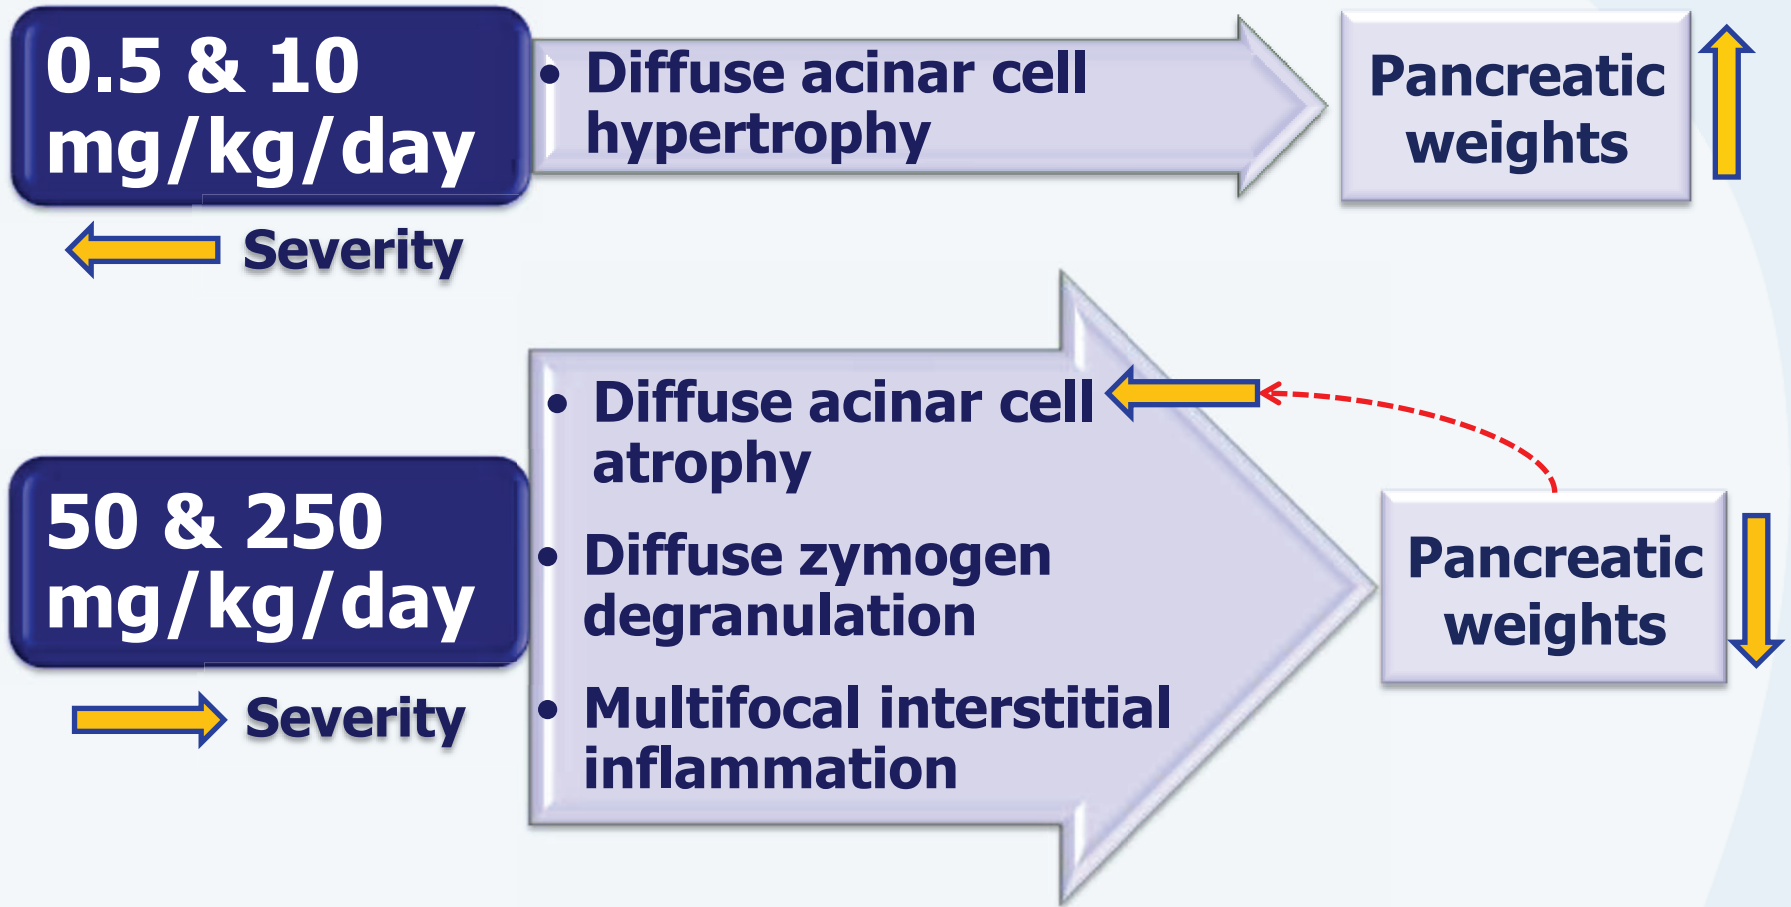 0.5 & 10
mg/kg/day
• Diffuse acinar cell
hypertrophy
Pancreatic
weights
Severity
50 & 250
mg/kg/day
• Diffuse acinar cell
atrophy
• Diffuse zymogen
degranulation
• Multifocal interstitial
inflammation
Pancreatic
weights
Severity